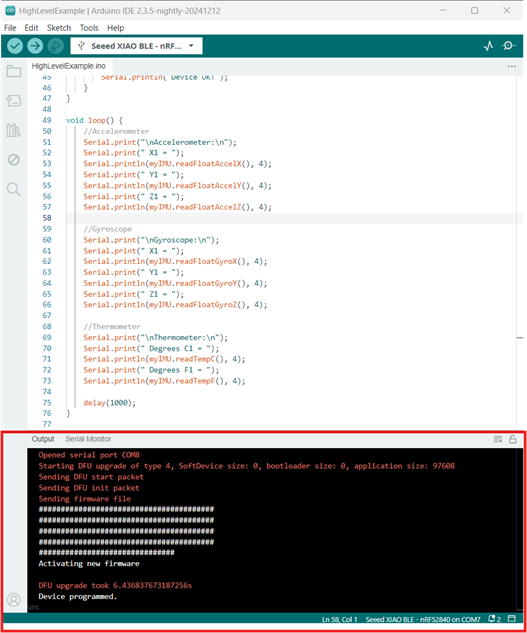 HighLevelExample | Arduino IDE 2.3.5-nightly-20241212
File Edit Sketch Tools Help
Seeed XIAO BLE - nRF...
HighLevelExample.ino
45 Serial.println("Device OK!");
46 }
47 }
48
49 void loop() {
50 //Accelerometer
51 Serial.print("\nAccelerometer:\n");
52 Serial.print(" X1 = ");
53 Serial.println(myIMU.readFloatAccelX(), 4);
54 Serial.print(" Y1 = ");
55 Serial.println(myIMU.readFloatAccelY(), 4);
56 Serial.print(" Z1 = ");
57 Serial.println(myIMU.readFloatAccelZ(), 4);
58
59 //Gyroscope
60 Serial.print("\nGyroscope:\n");
61 Serial.print(" X1 = ");
62 Serial.println(myIMU.readFloatGyroX(), 4);
63 Serial.print(" Y1 = ");
64 Serial.println(myIMU.readFloatGyroY(), 4);
65 Serial.print(" Z1 = ");
66 Serial.println(myIMU.readFloatGyroZ(), 4);
67
68 //Thermometer
69 Serial.print("\nThermometer:\n");
70 Serial.print(" Degrees C1 = ");
71 Serial.println(myIMU.readTempC(), 4);
72 Serial.print(" Degrees F1 = ");
73 Serial.println(myIMU.readTempF(), 4);
74
75 delay(1000);
76 }
77
Output Serial Monitor
Opened serial port COM8
Starting DFU upgrade of type 4, SoftDevice size: 0, bootloader size: 0, application size: 97608
Sending DFU start packet
Sending DFU init packet
Sending firmware file
########################################
########################################
########################################
########################################
###############################
Activating new firmware
DFU upgrade took 6.436837673187256s
Device programmed.
unc
Ln 58, Col 1 Seeed XIAO BLE - nRF52840 on COM7 2